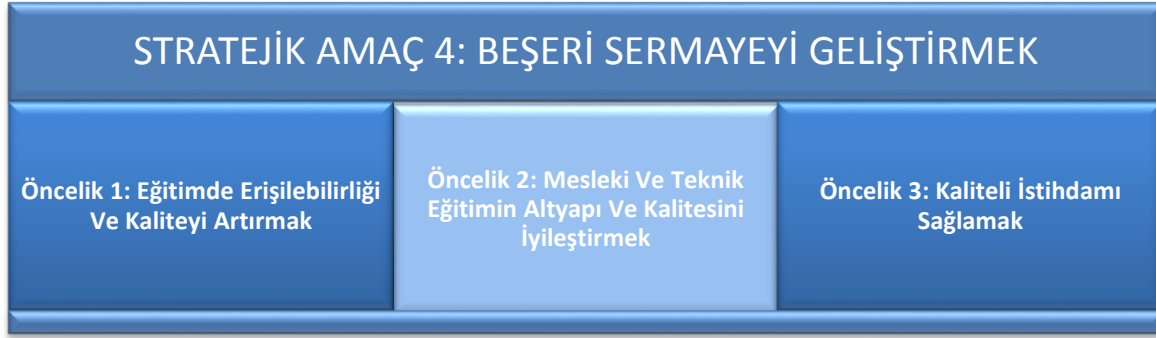 STRATEJİK AMAÇ 4: BEŞERİ SERMAYEYİ GELİŞTİRMEK
Öncelik 1: Eğitimde Erişilebilirliği
Ve Kaliteyi Artırmak
Öncelik 2: Mesleki Ve Teknik
Eğitimin Altyapı Ve Kalitesini
İyileştirmek
Öncelik 3: Kaliteli İstihdamı
Sağlamak